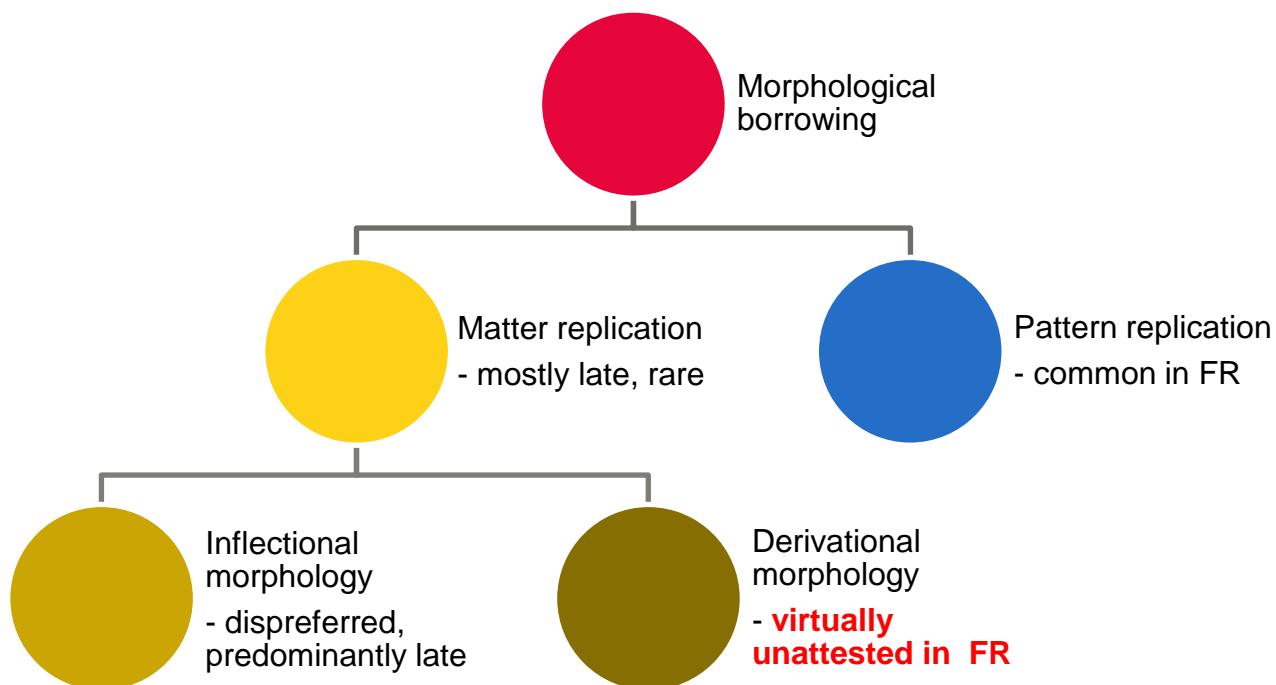 Morphological
borrowing
Matter replication
- mostly late, rare
Pattern replication
- common in FR
Inflectional
morphology
- dispreferred,
predominantly late
Derivational
morphology
- virtually
unattested in  FR